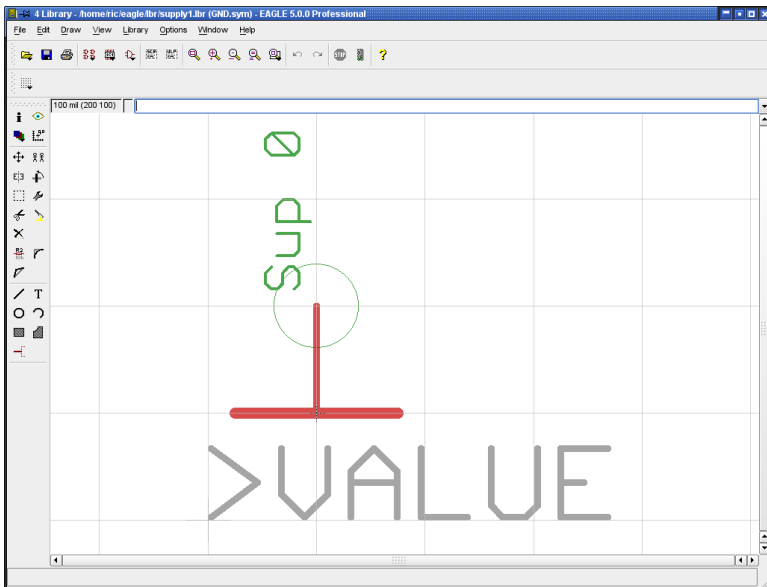 4 Library - /home/ric/eagle/lbr/supply1.lbr (GND.sym) - EAGLE 5.0.0 Professional
File Edit Draw View Library Options Window Help
STOP
100 mil (200 100)
Sup 0
T
>VALUE